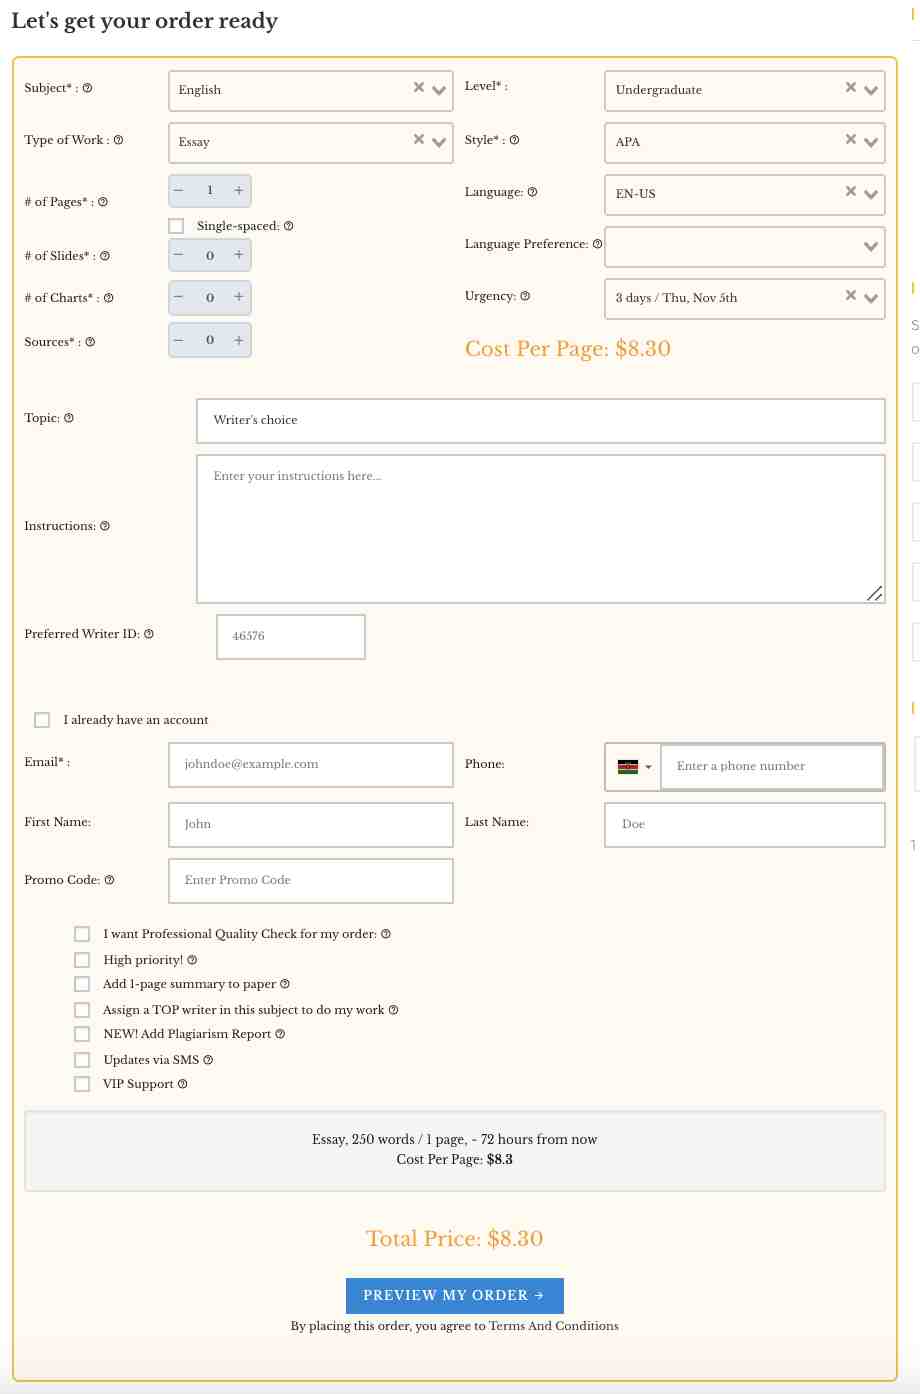 Let's get your order ready
Subject* : English Level* : Undergraduate
Type of Work : Essay Style* : APA
# of Pages* : − 1 + Language: EN-US
Single-spaced:
# of Slides* : − 0 + Language Preference:
# of Charts* : − 0 + Urgency: 3 days / Thu, Nov 5th
Sources* : − 0 + Cost Per Page: $8.30
Topic: Writer's choice
Enter your instructions here...
Instructions:
Preferred Writer ID: 46576
I already have an account
Email* : johndoe@example.com Phone: Enter a phone number
First Name: John Last Name: Doe
Promo Code: Enter Promo Code
I want Professional Quality Check for my order:
High priority!
Add 1-page summary to paper
Assign a TOP writer in this subject to do my work
NEW! Add Plagiarism Report
Updates via SMS
VIP Support
Essay, 250 words / 1 page, ~ 72 hours from now
Cost Per Page: $8.3
Total Price: $8.30
PREVIEW MY ORDER →
By placing this order, you agree to Terms And Conditions